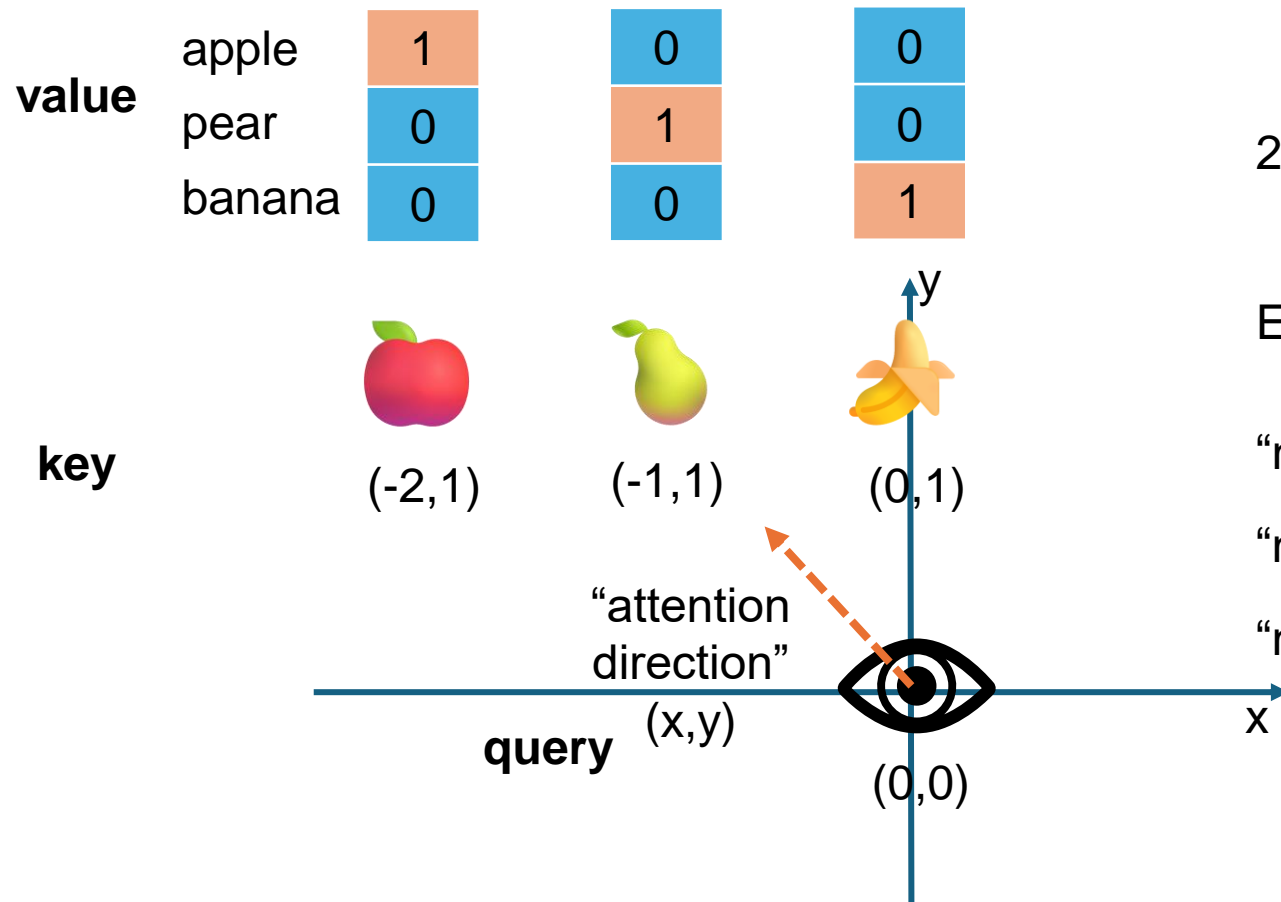 value
apple 1 0 0
pear 0 1 0
banana 0 0 1
2
y
E
key
(-2,1) (-1,1) (0,1)
“r
“r
“attention
direction”
“r
(x,y)
x
query
(0,0)